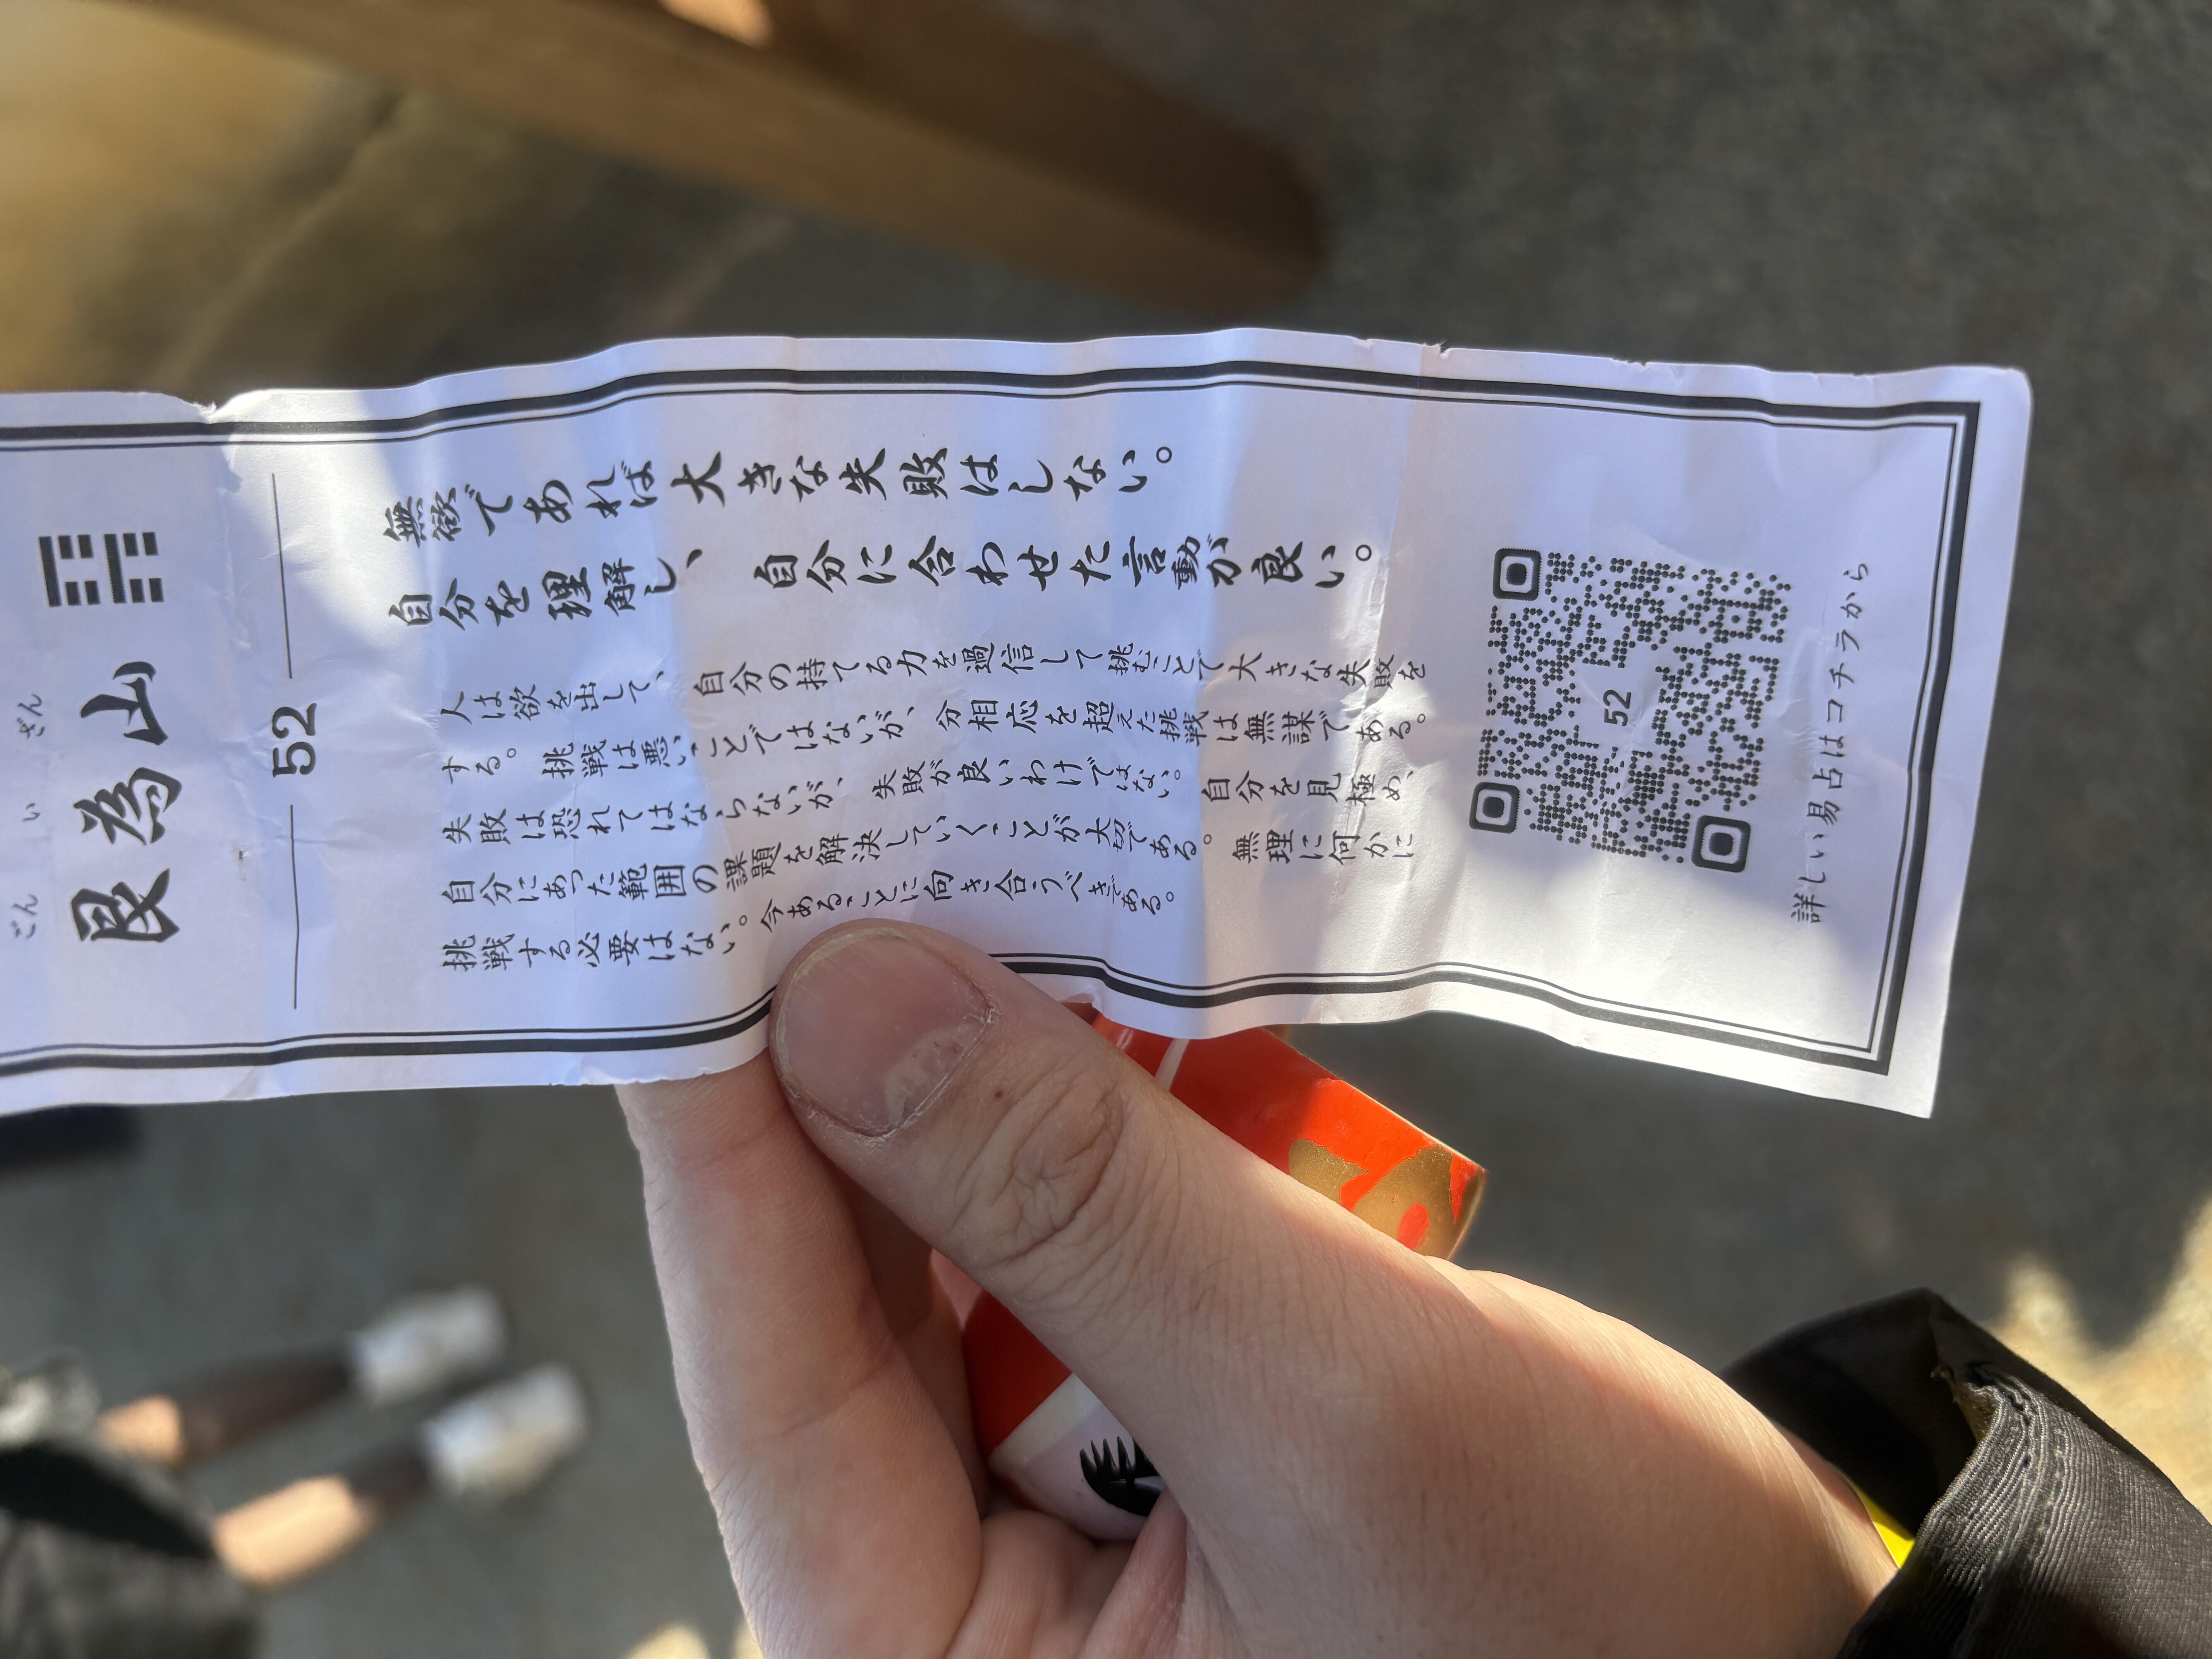 ごん い ざん
艮為山
52
無欲であれば大きな失敗はしない。
自分を理解し、自分に合わせた言動が良い。
人は欲を出して、自分の持てる力を過信して挑むことで大きな失敗を
する。挑戦は悪いことではないが、分相応を超えた挑戦は無謀である。
失敗は恐れてはならないが、失敗が良いわけではない。自分を見極め、
自分にあった範囲の課題を解決していくことが大切である。無理に何かに
挑戦する必要はない。今あることに向き合うべきである。
52
詳しい易占はコチラから